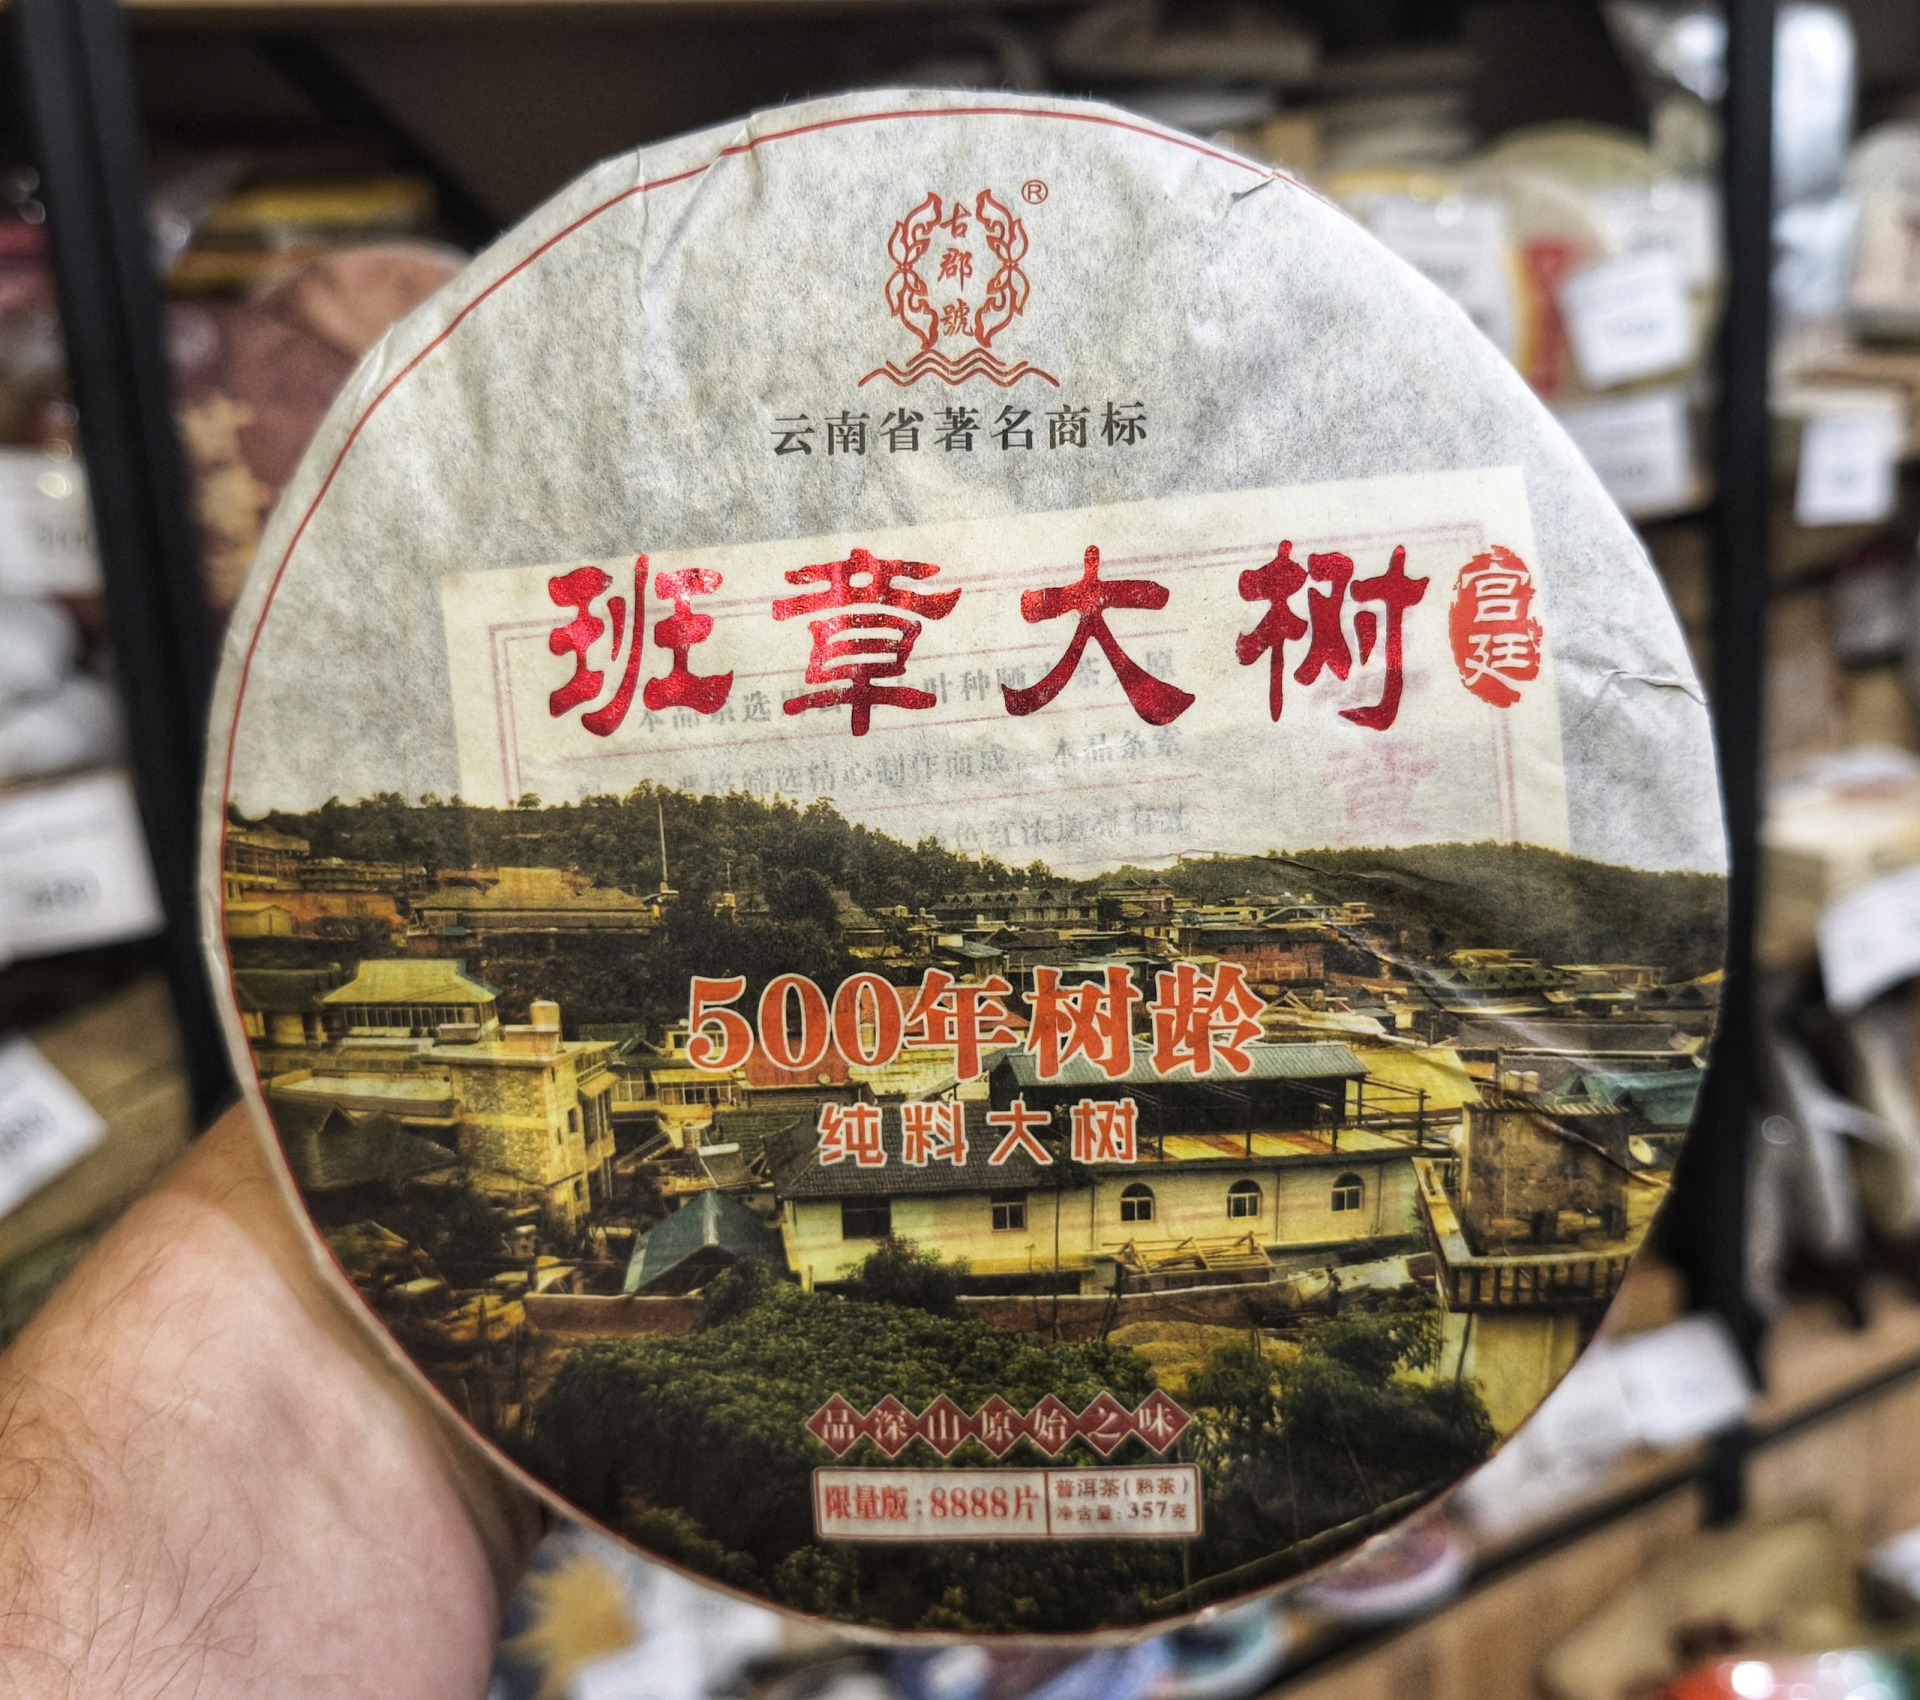 古郡號
®
云南省著名商标
班章大树
宫廷
500年树龄
纯料大树
品深山原始之味
限量版：8888片
普洱茶（熟茶）
净含量：357克